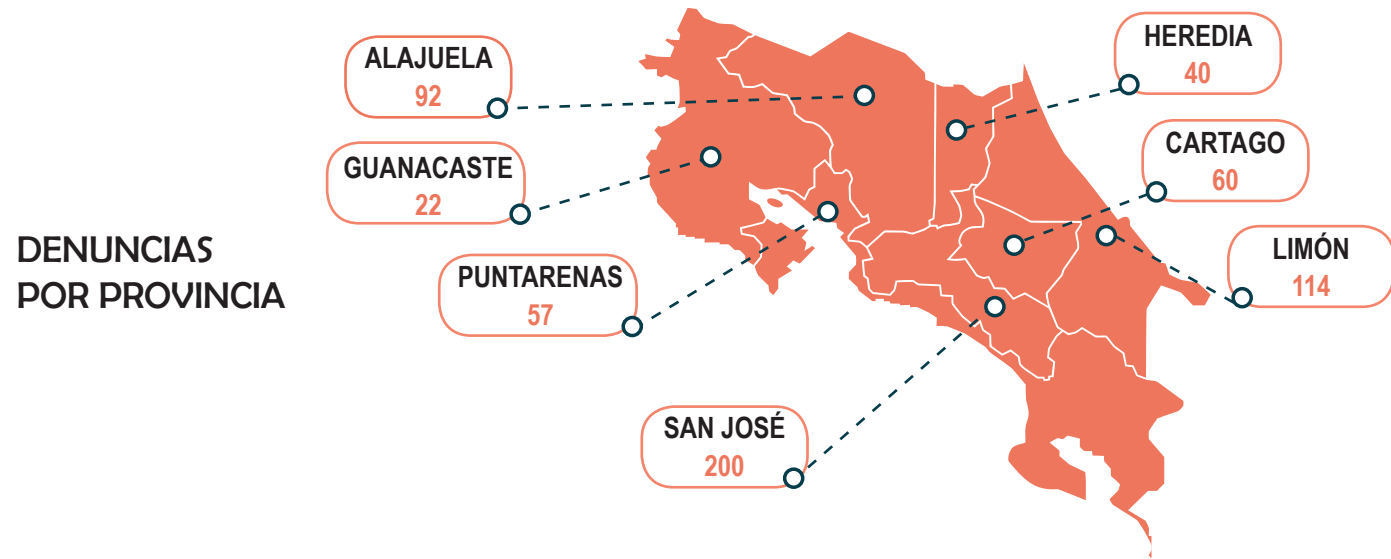 DENUNCIAS
POR PROVINCIA
ALAJUELA
92
GUANACASTE
22
PUNTARENAS
57
SAN JOSÉ
200
HEREDIA
40
CARTAGO
60
LIMÓN
114